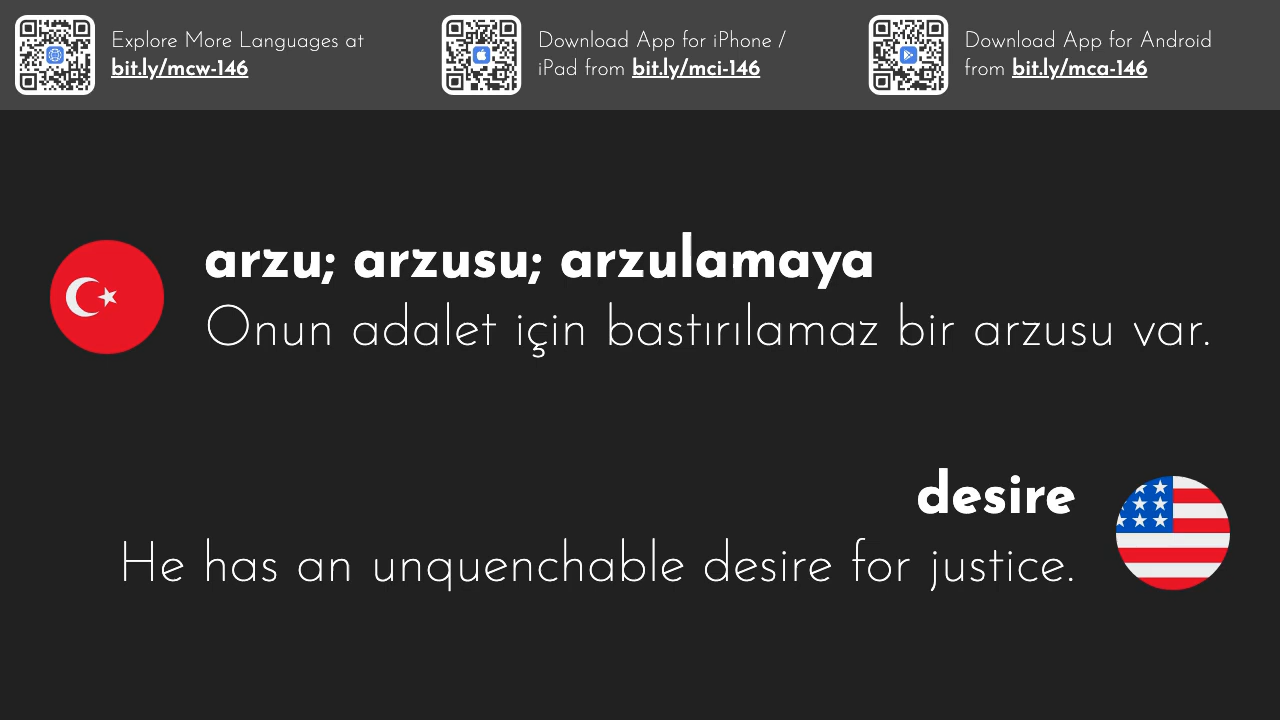 Explore More Languages at
bit.ly/mcw-146
Download App for iPhone /
iPad from bit.ly/mci-146
Download App for Android
from bit.ly/mca-146
arzu; arzusu; arzulamaya
Onun adalet için bastırılamaz bir arzusu var.
desire
He has an unquenchable desire for justice.